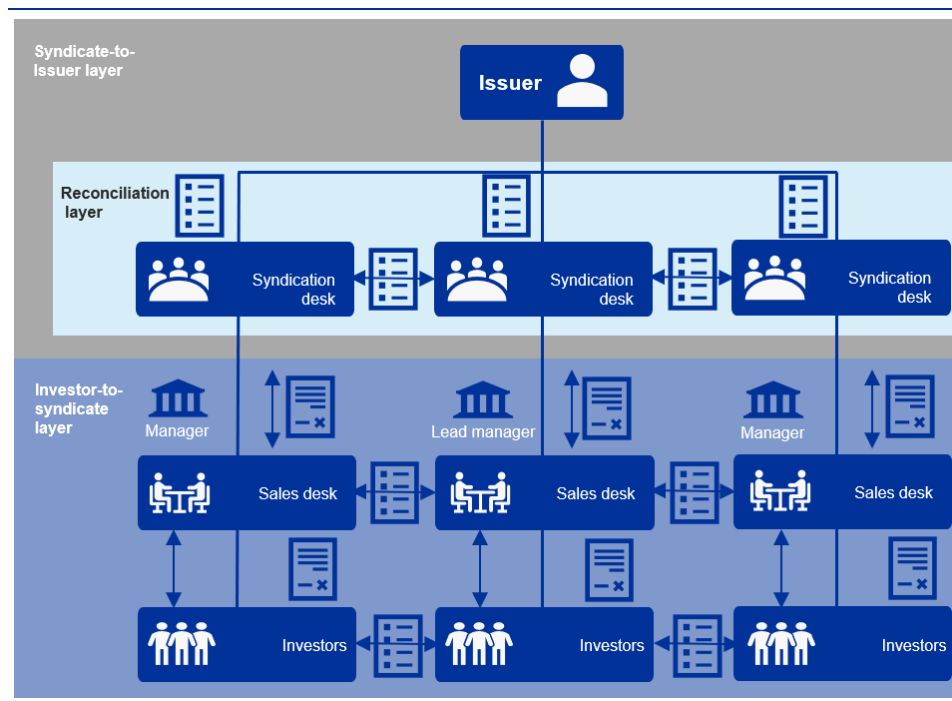 Syndicate-to-
Issuer layer
Issuer
Reconciliation
layer
Syndication
desk
Syndication
desk
Syndication
desk
Investor-to-
syndicate
layer
Manager
Lead manager
Manager
Sales desk
Sales desk
Sales desk
Investors
Investors
Investors